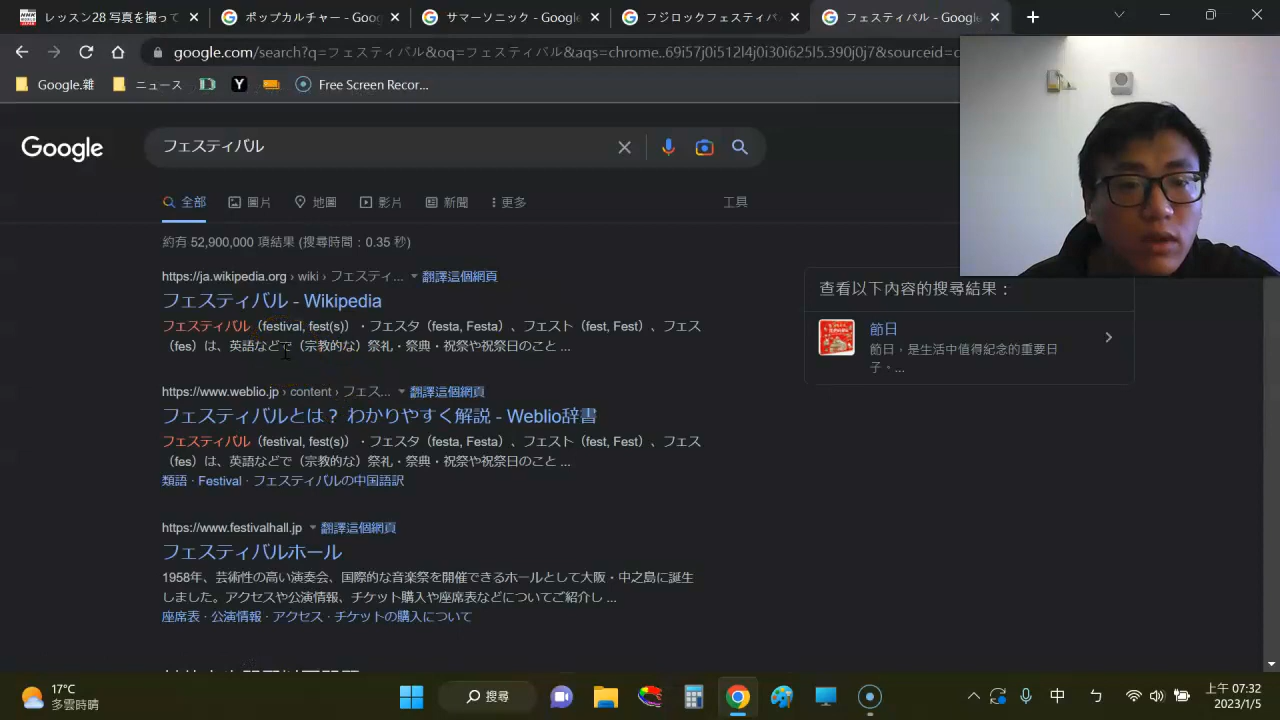 レッスン28 写真を撮って
ポップカルチャー - Goo
サマーソニック - Google
フジロックフェスティバ
フェスティバル - Google
google.com/search?q=フェスティバル&oq=フェスティバル&aqs=chrome..69i57j0i512l4j0i30i625l5.390j0j7&sourceid=c
Google.雜
ニュース
Free Screen Recor...
Google
フェスティバル
全部
圖片
地圖
影片
新聞
更多
工具
約有 52,900,000 項結果 (搜尋時間：0.35 秒)
https://ja.wikipedia.org › wiki › フェスティ... 翻譯這個網頁
フェスティバル - Wikipedia
フェスティバル（festival, fest(s)）・フェスタ（festa, Festa）、フェスト（fest, Fest）、フェス
（fes）は、英語などで（宗教的な）祭礼・祭典・祝祭や祝祭日のこと ...
https://www.weblio.jp › content › フェス... 翻譯這個網頁
フェスティバルとは？ わかりやすく解説 - Weblio辞書
フェスティバル（festival, fest(s)）・フェスタ（festa, Festa）、フェスト（fest, Fest）、フェス
（fes）は、英語などで（宗教的な）祭礼・祭典・祝祭や祝祭日のこと ...
類語 · Festival · フェスティバルの中国語訳
https://www.festivalhall.jp 翻譯這個網頁
フェスティバルホール
1958年、芸術性の高い演奏会、国際的な音楽祭を開催できるホールとして大阪・中之島に誕生
しました。アクセスや公演情報、チケット購入や座席表などについてご紹介し ...
座席表 · 公演情報 · アクセス · チケットの購入について
查看以下內容的搜尋結果：
節日
節日，是生活中值得紀念的重要日
子。...
17°C
多雲時晴
搜尋
中
上午 07:32
2023/1/5